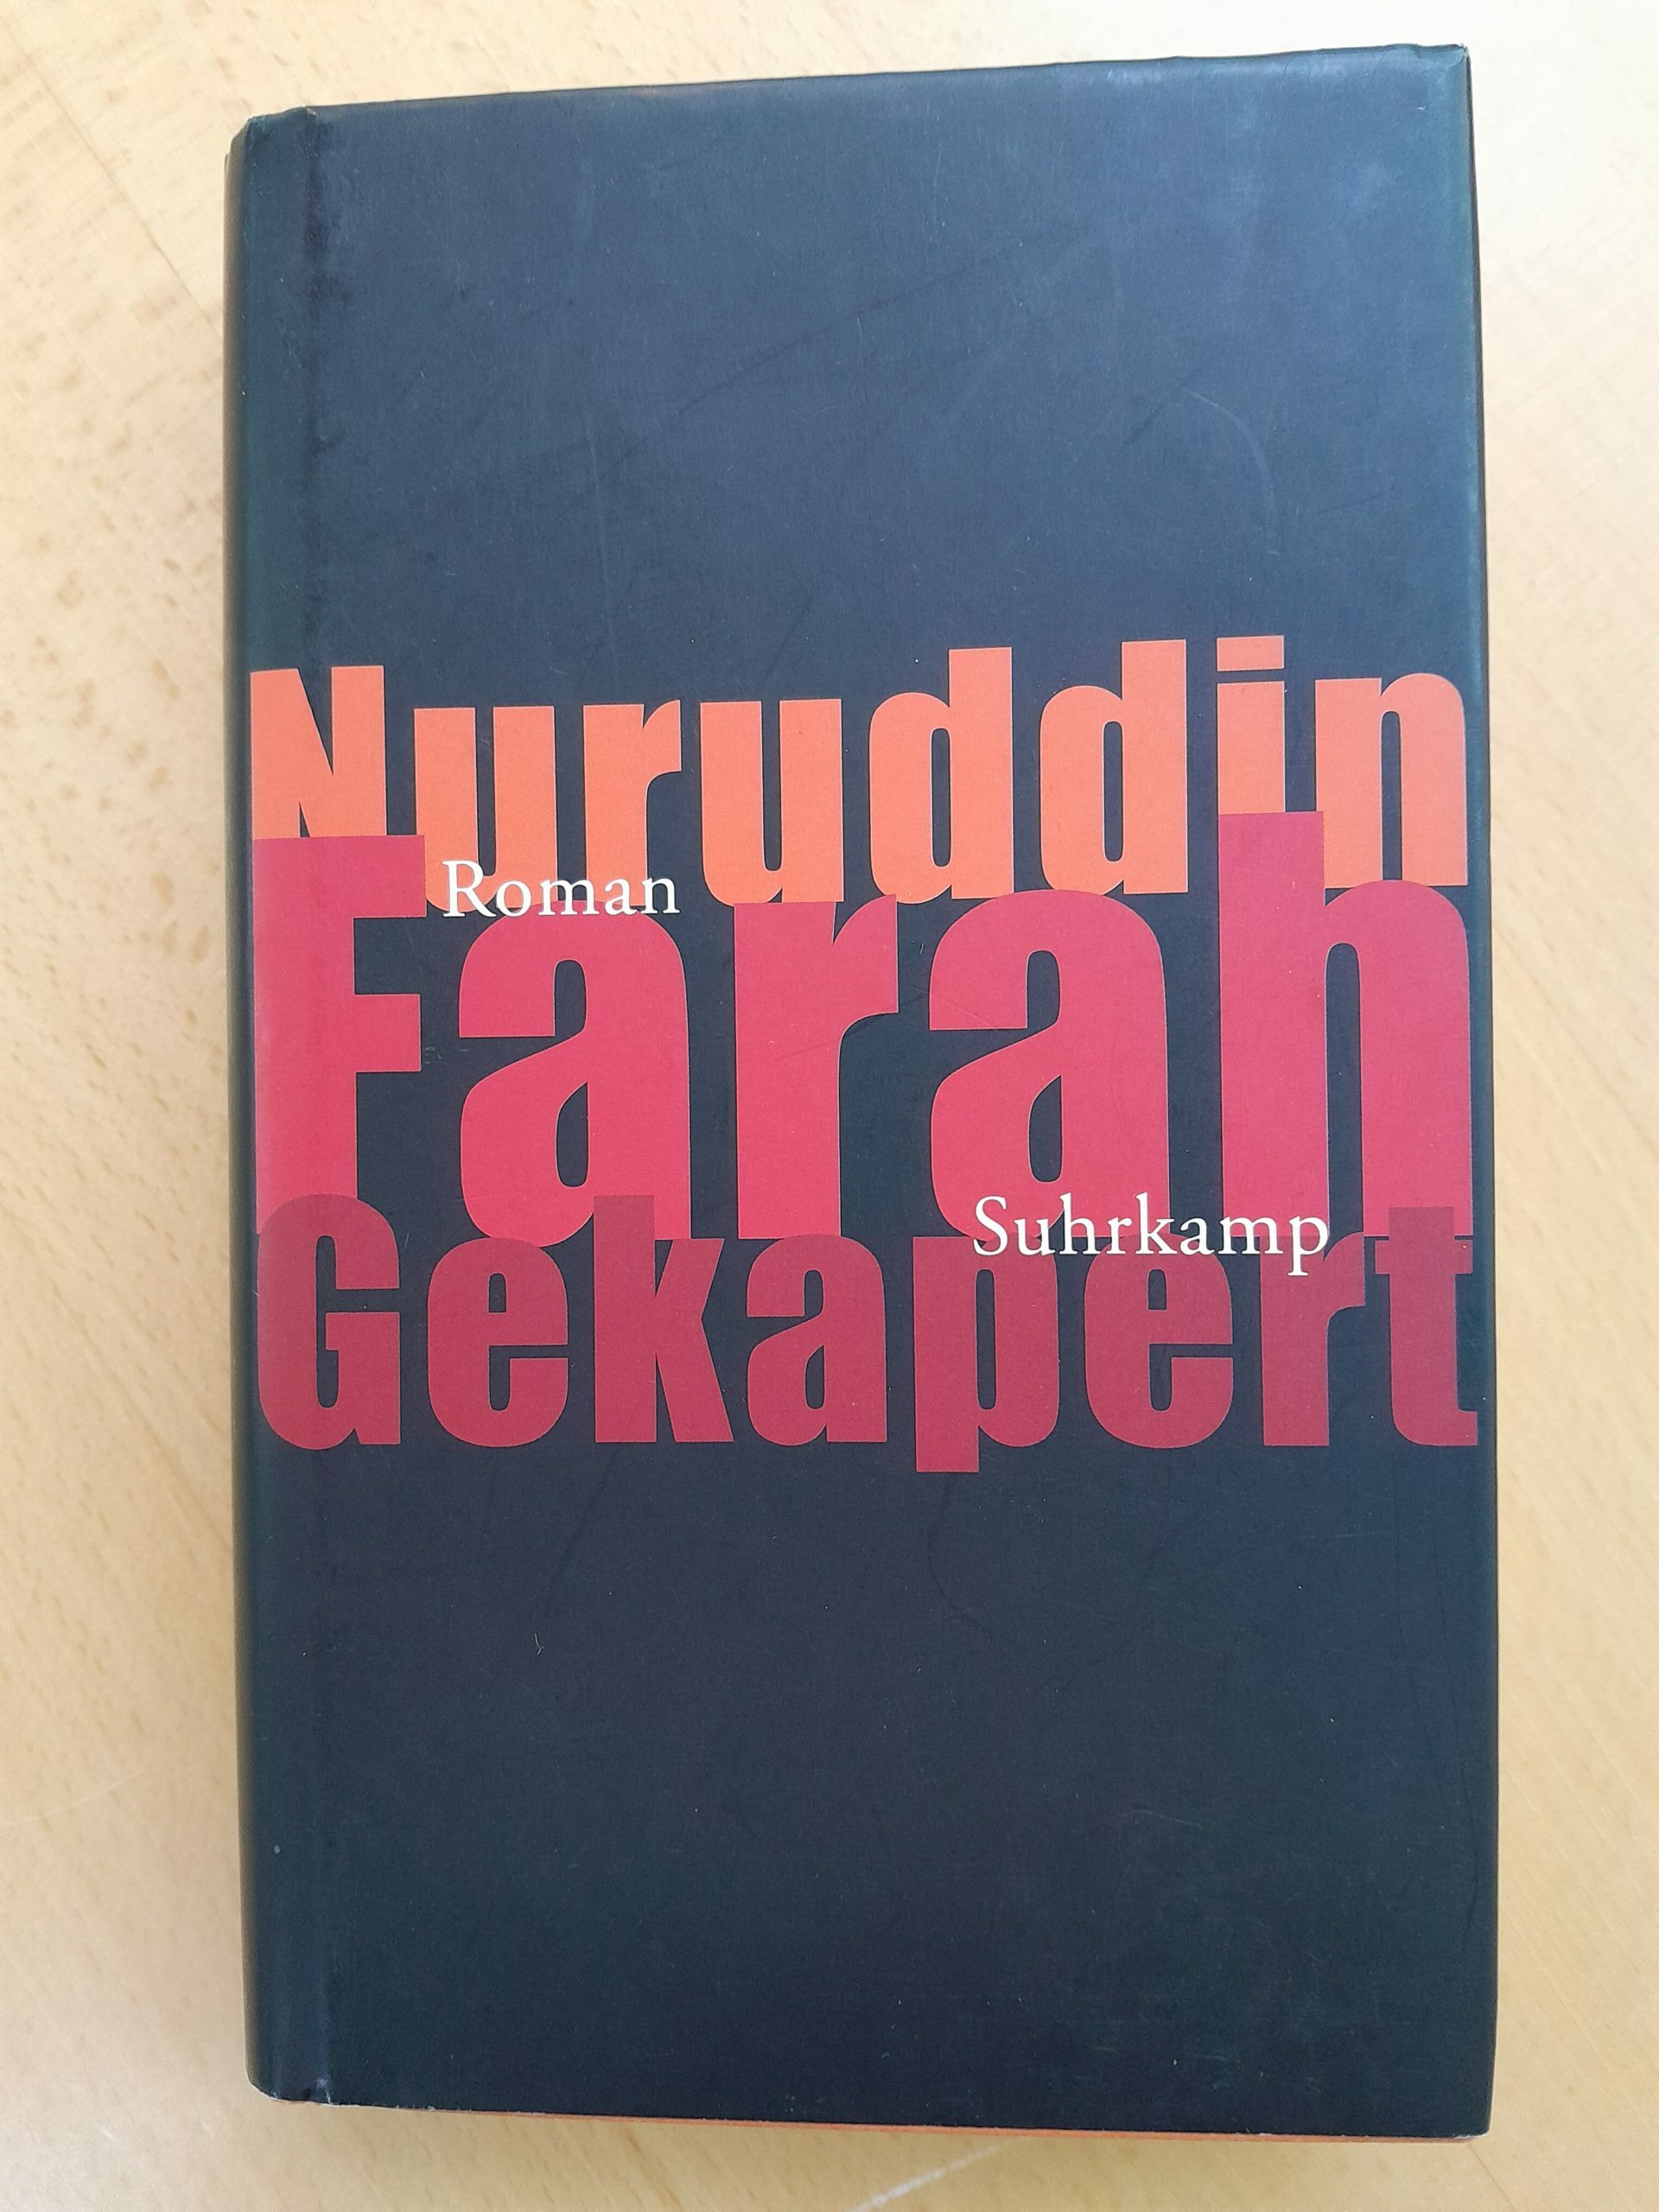 Nuruddin
Roman
Farah
Suhrkamp
Gekapert